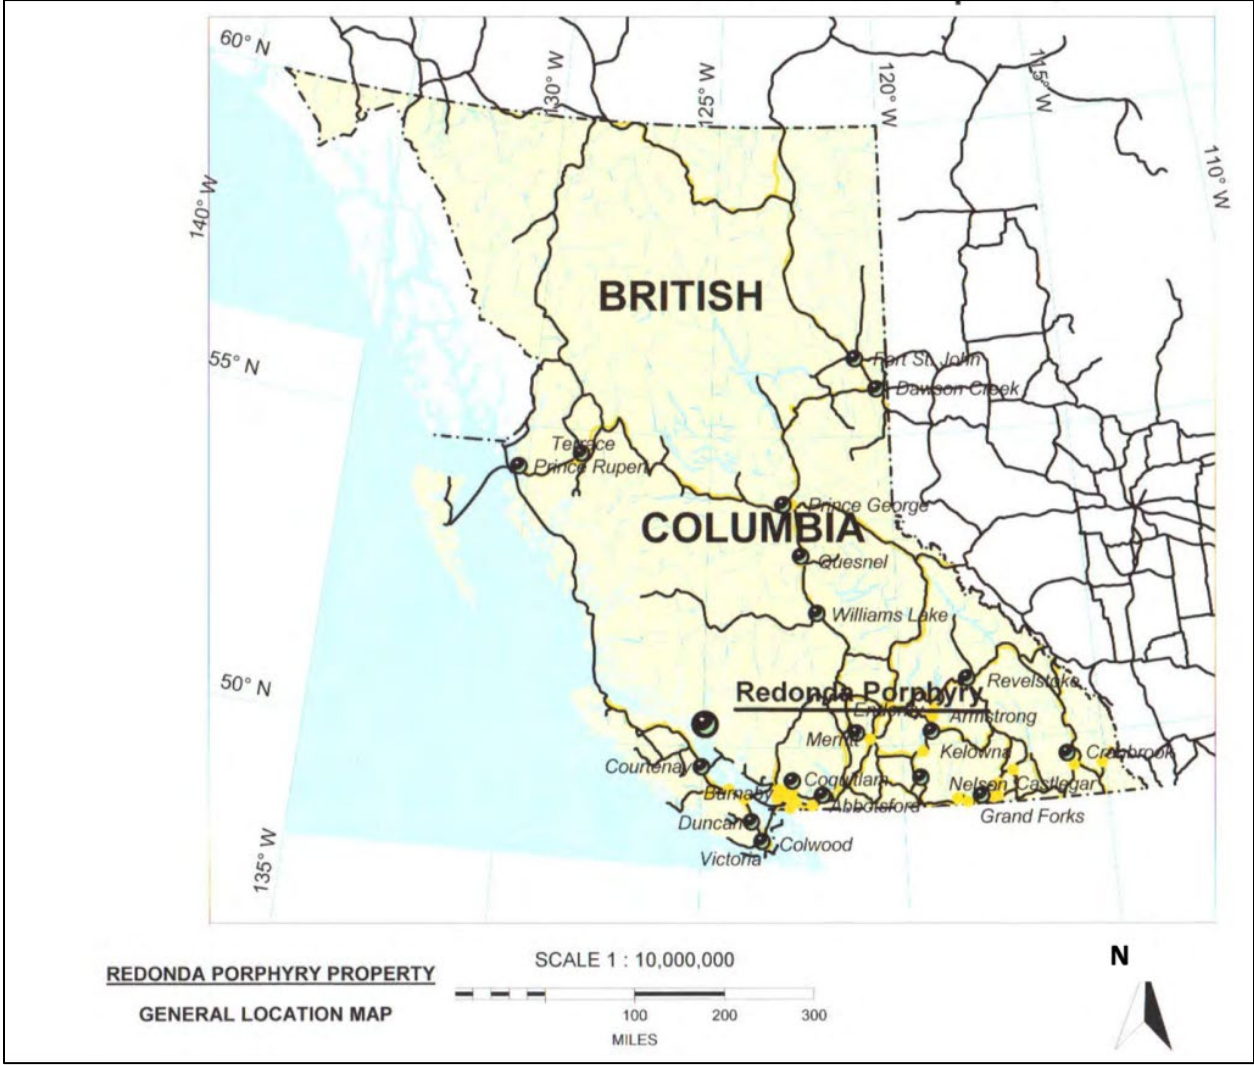 60° N
130° W
125° W
120° W
115° W
110° W
140° W
BRITISH
55° N
Fort St. John
Dawson Creek
Terrace
Prince Rupert
Prince George
COLUMBIA
Quesnel
Williams Lake
50° N
Redonda Porphyry
Revelstoke
Enderby
Armstrong
Merritt
Kelowna
Cranbrook
Courtenay
Coquitlam
Nelson
Castlegar
Burnaby
Abbotsford
Grand Forks
Duncan
Colwood
Victoria
135° W
REDONDA PORPHYRY PROPERTY
GENERAL LOCATION MAP
SCALE 1 : 10,000,000
100 200 300
MILES
N